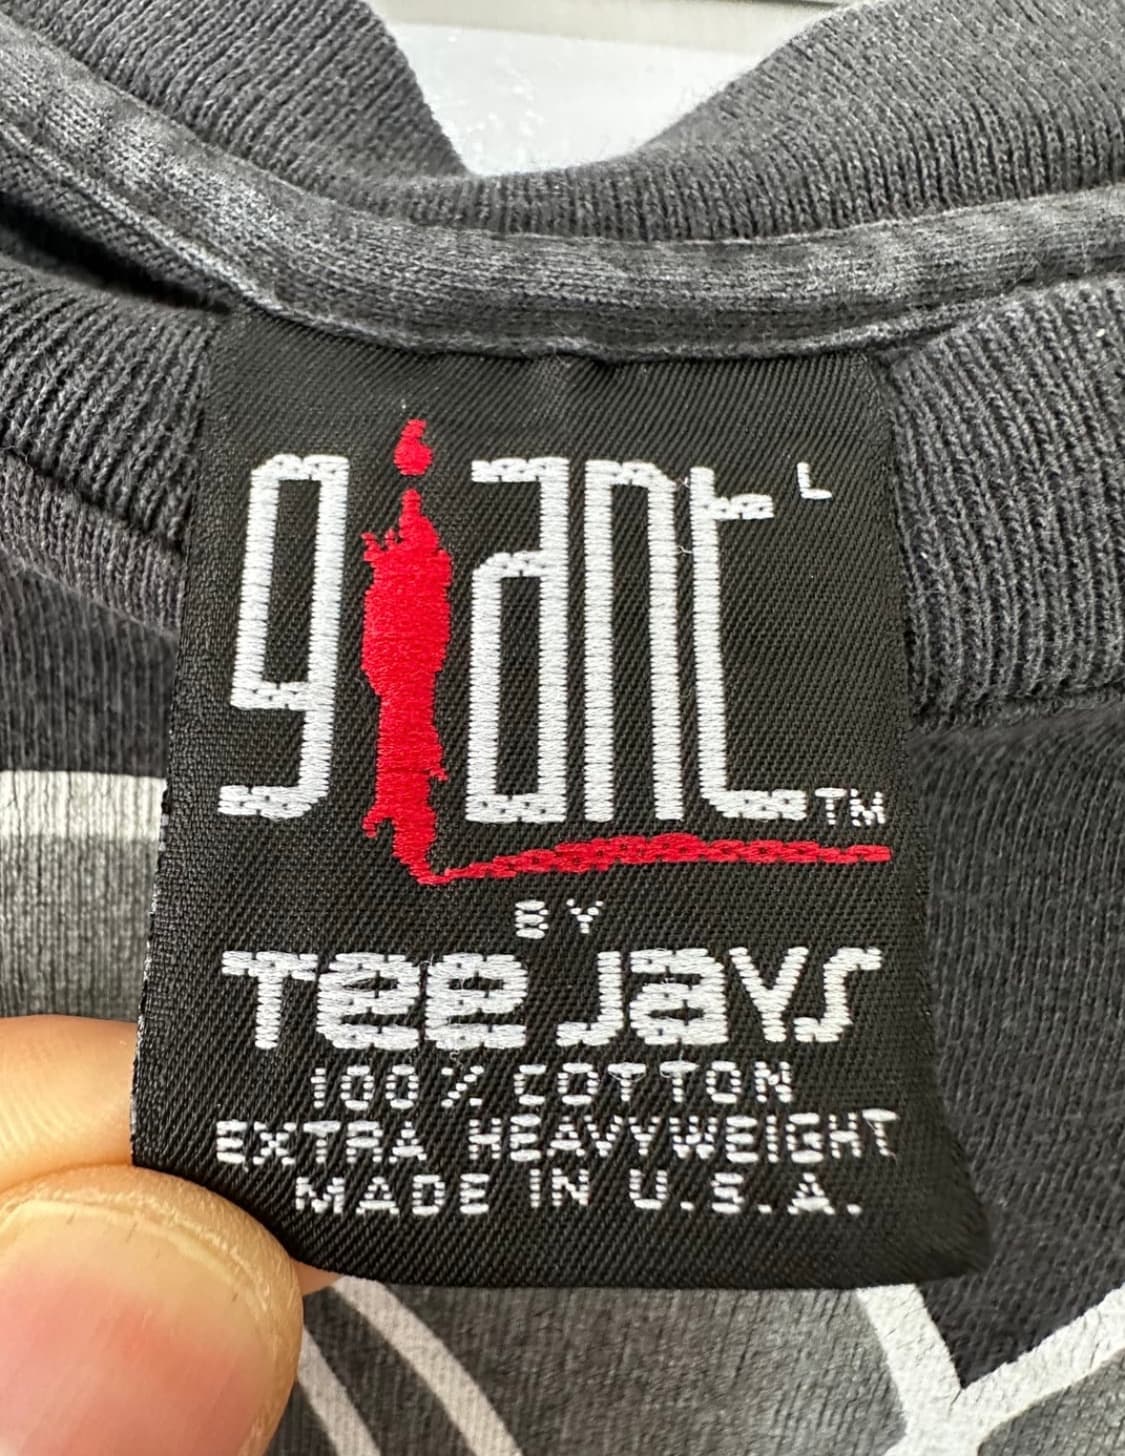 giant L
TM
BY
Tee Jays
100% COTTON
EXTRA HEAVYWEIGHT
MADE IN U.S.A.